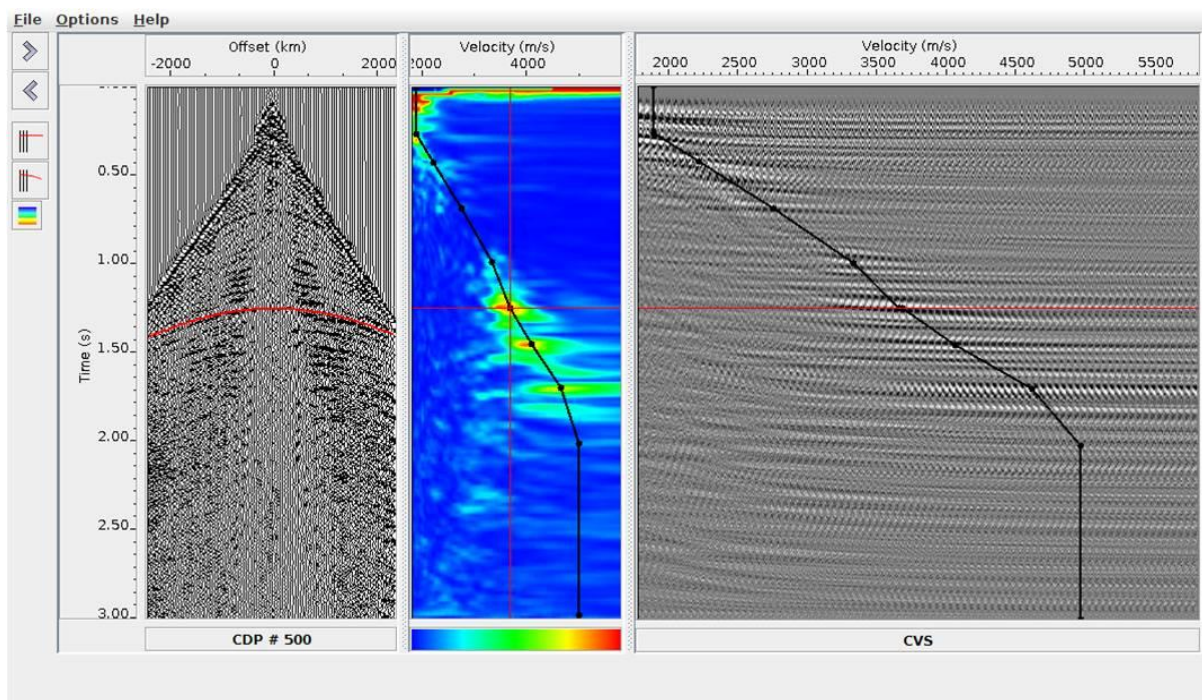 File Options Help
Offset (km)
-2000 0 2000
Velocity (m/s)
2000 4000
Velocity (m/s)
2000 2500 3000 3500 4000 4500 5000 5500
Time (s)
0.50
1.00
1.50
2.00
2.50
3.00
CDP # 500
CVS